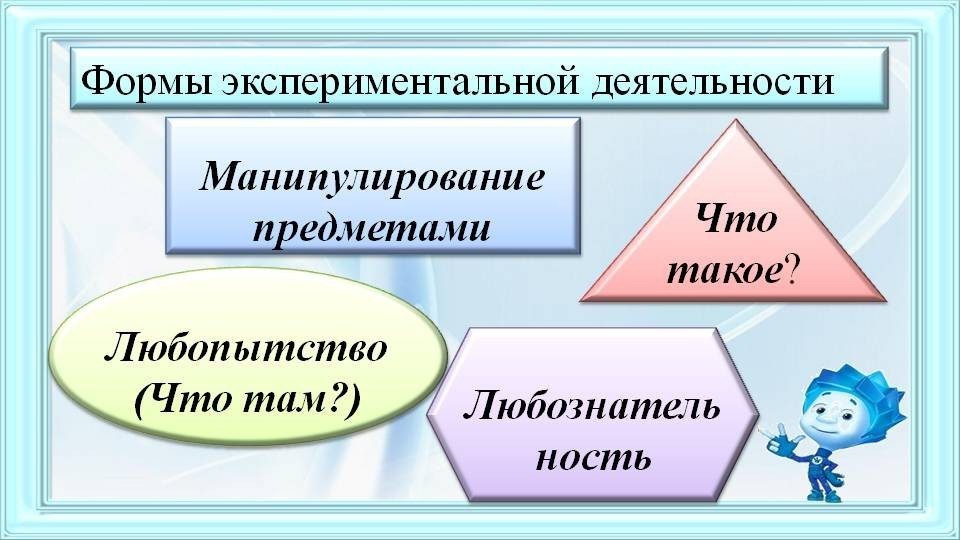 Формы экспериментальной деятельности
Манипулирование
предметами
Что
такое?
Любопытство
(Что там?)
Любознатель
ность